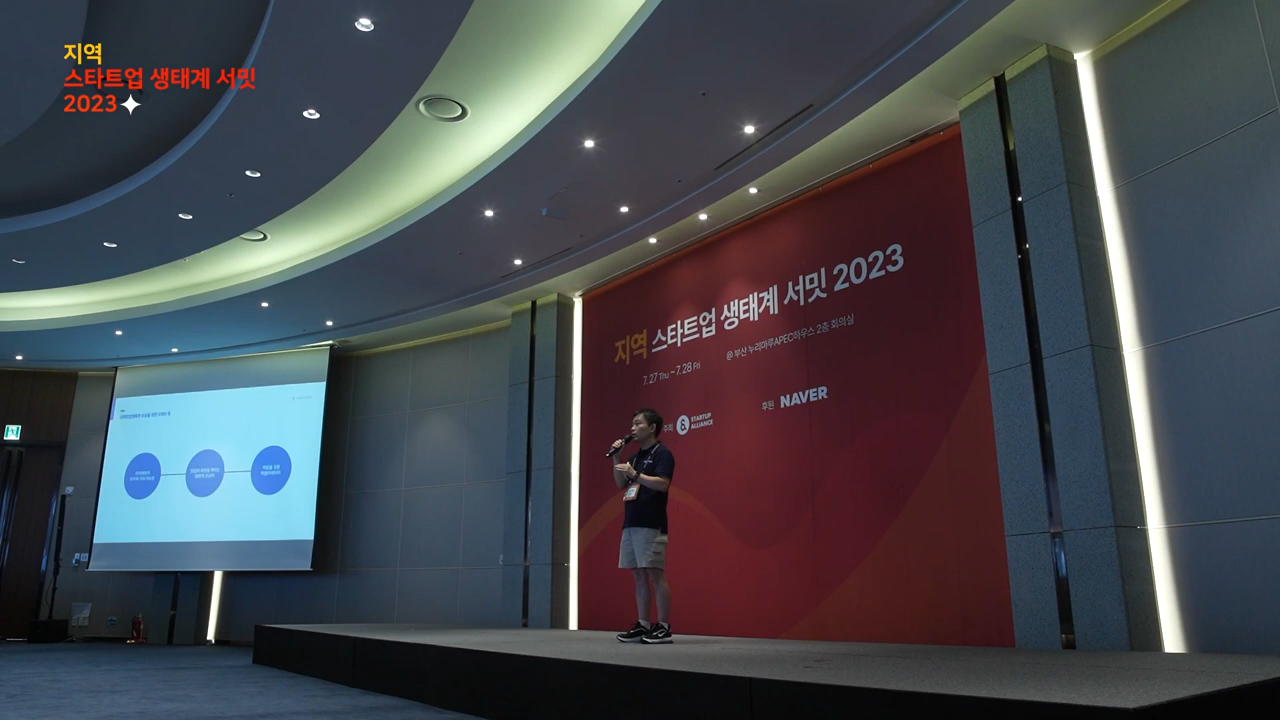 지역
스타트업 생태계 서밋
2023
지역 스타트업 생태계 서밋 2023
7. 27 Thu ~ 7. 28 Fri
@ 부산 누리마루APEC하우스 2층 회의실
주최
STARTUP
ALLIANCE
후원 NAVER